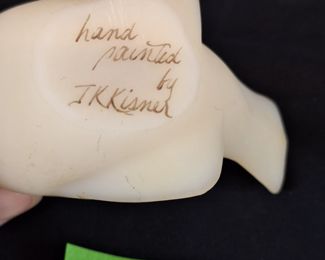 hand
painted
by
JKKisner